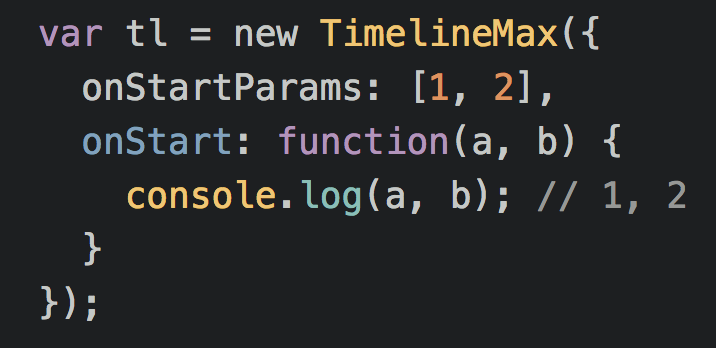 var tl = new TimelineMax({
  onStartParams: [1, 2],
  onStart: function(a, b) {
    console.log(a, b); // 1, 2
  }
});